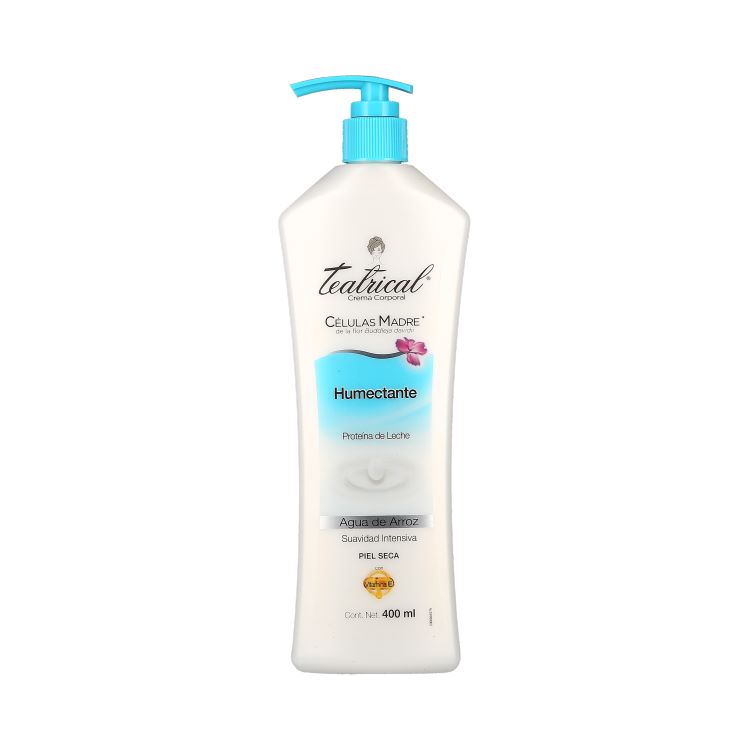 Teatrical®
Crema Corporal
CÉLULAS MADRE*
de la flor Buddleja davidii
Humectante
Proteína de Leche
Agua de Arroz
Suavidad Intensiva
PIEL SECA
con
Vitamina E
Cont. Net. 400 ml